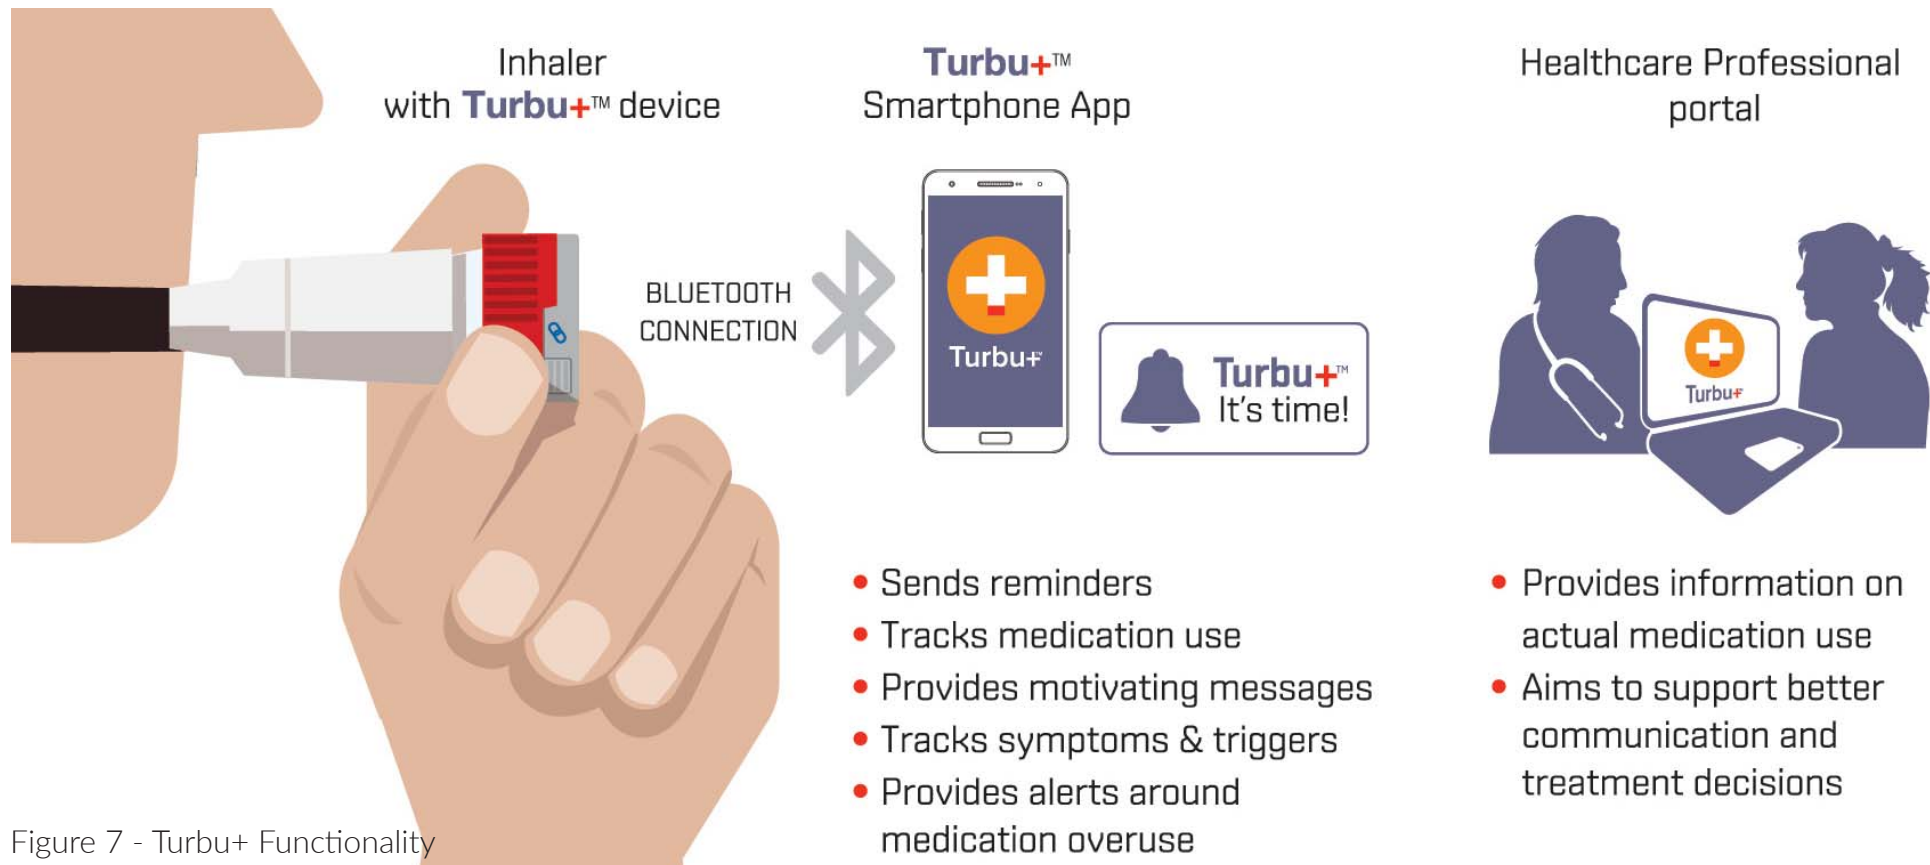 Inhaler
with Turbu+™ device
BLUETOOTH
CONNECTION
Turbu+™
Smartphone App
Turbu+™
Turbu+™
It's time!
• Sends reminders
• Tracks medication use
• Provides motivating messages
• Tracks symptoms & triggers
• Provides alerts around
medication overuse
Healthcare Professional
portal
Turbu+
• Provides information on
actual medication use
• Aims to support better
communication and
treatment decisions
Figure 7 - Turbu+ Functionality